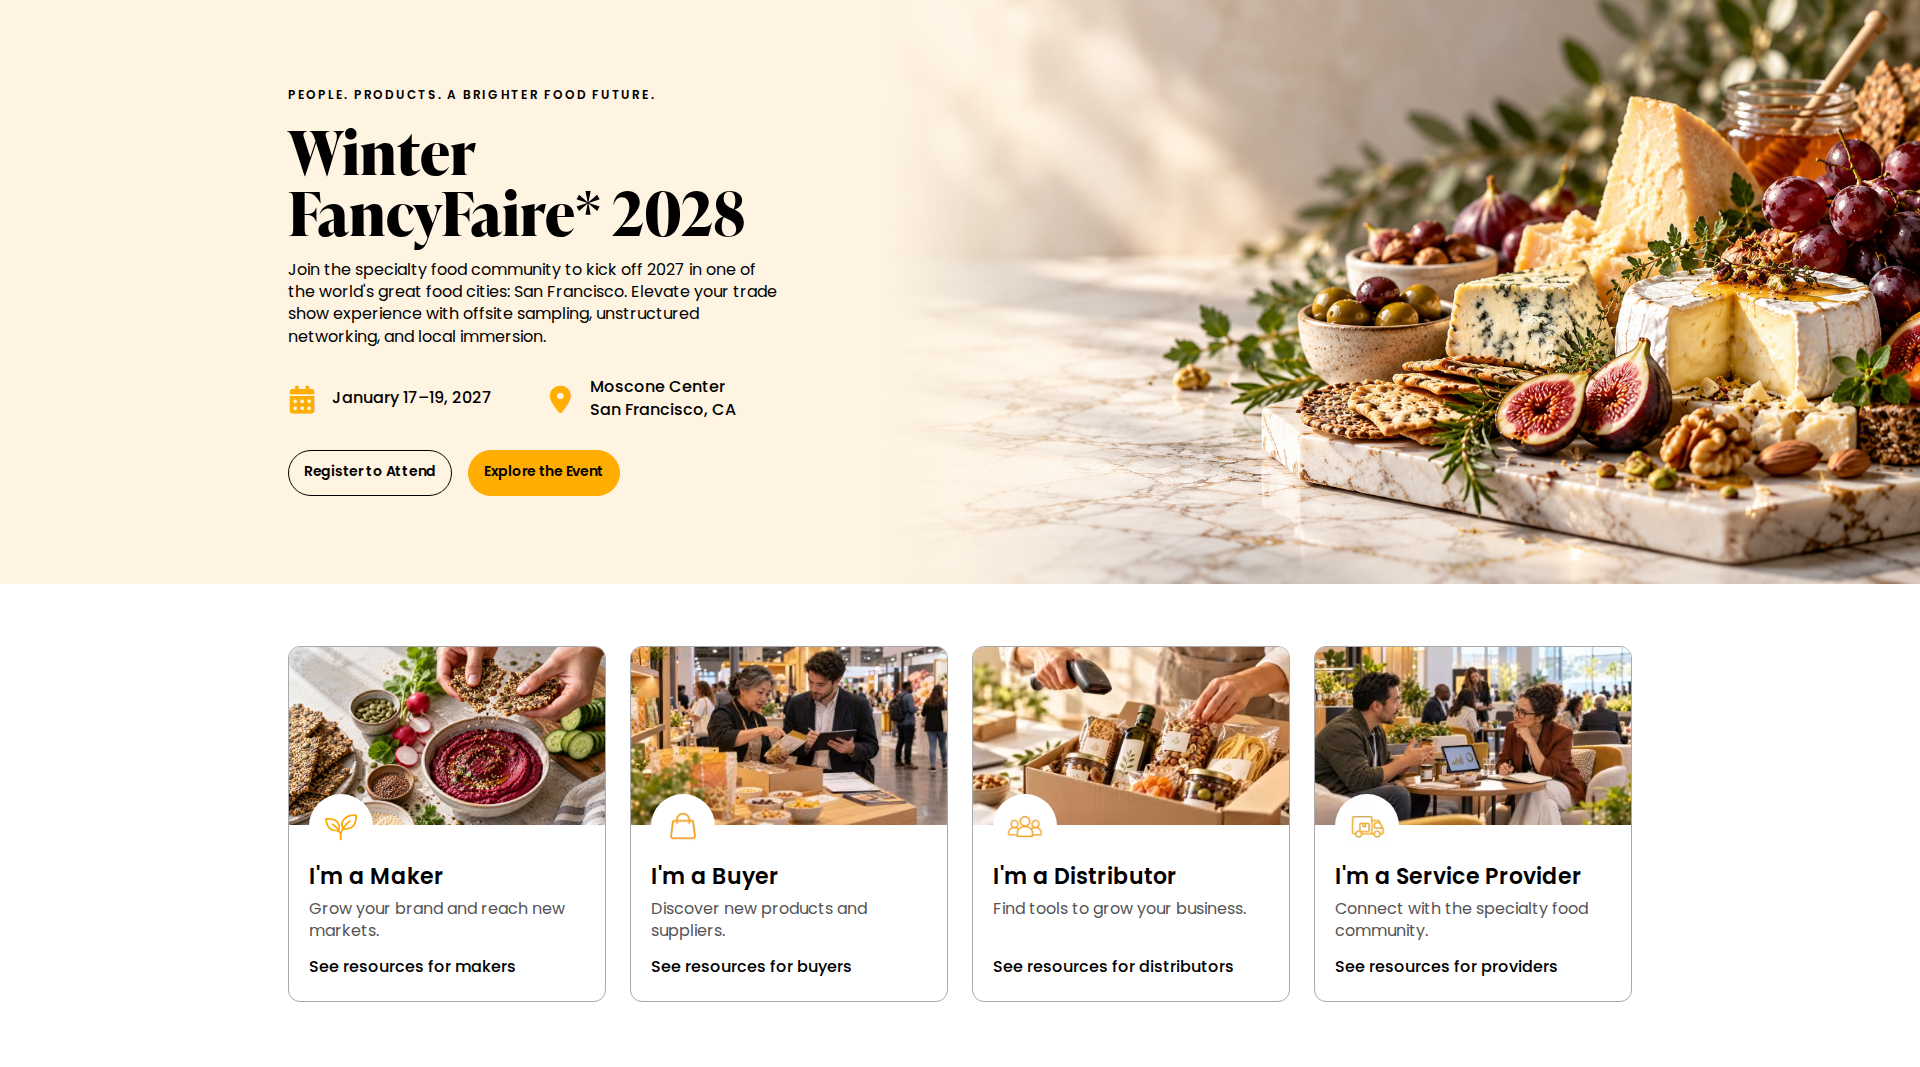 PEOPLE. PRODUCTS. A BRIGHTER FOOD FUTURE.
Winter
FancyFaire* 2028
Join the specialty food community to kick off 2027 in one of
the world's great food cities: San Francisco. Elevate your trade
show experience with offsite sampling, unstructured
networking, and local immersion.
January 17–19, 2027
Moscone Center
San Francisco, CA
Register to Attend
Explore the Event
I'm a Maker
Grow your brand and reach new
markets.
See resources for makers
I'm a Buyer
Discover new products and
suppliers.
See resources for buyers
I'm a Distributor
Find tools to grow your business.
See resources for distributors
I'm a Service Provider
Connect with the specialty food
community.
See resources for providers